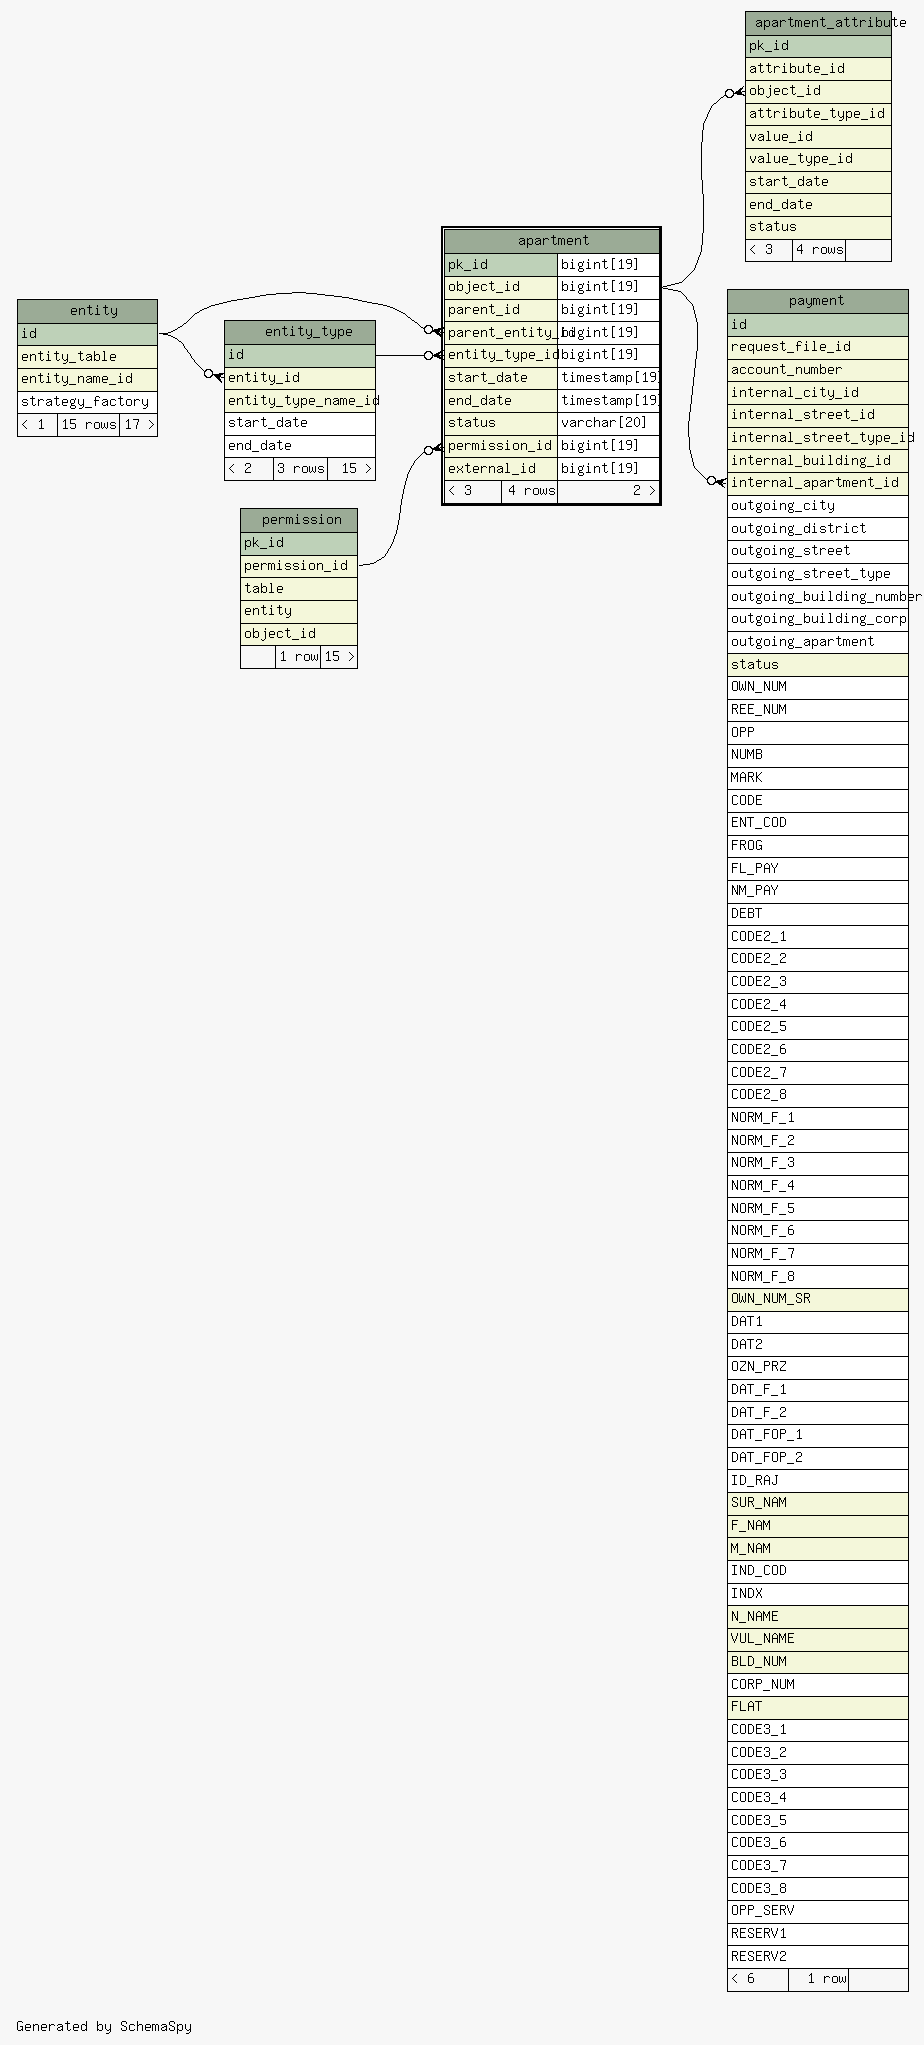 apartment_attribute
pk_id
attribute_id
object_id
attribute_type_id
value_id
value_type_id
start_date
end_date
status
< 3 4 rows
apartment
pk_id bigint[19]
object_id bigint[19]
parent_id bigint[19]
parent_entity_id bigint[19]
entity_type_id bigint[19]
start_date timestamp[19]
end_date timestamp[19]
status varchar[20]
permission_id bigint[19]
external_id bigint[19]
< 3 4 rows 2 >
entity
id
entity_table
entity_name_id
strategy_factory
< 1 15 rows 17 >
entity_type
id
entity_id
entity_type_name_id
start_date
end_date
< 2 3 rows 15 >
permission
pk_id
permission_id
table
entity
object_id
1 row 15 >
payment
id
request_file_id
account_number
internal_city_id
internal_street_id
internal_street_type_id
internal_building_id
internal_apartment_id
outgoing_city
outgoing_district
outgoing_street
outgoing_street_type
outgoing_building_number
outgoing_building_corp
outgoing_apartment
status
OWN_NUM
REE_NUM
OPP
NUMB
MARK
CODE
ENT_COD
FROG
FL_PAY
NM_PAY
DEBT
CODE2_1
CODE2_2
CODE2_3
CODE2_4
CODE2_5
CODE2_6
CODE2_7
CODE2_8
NORM_F_1
NORM_F_2
NORM_F_3
NORM_F_4
NORM_F_5
NORM_F_6
NORM_F_7
NORM_F_8
OWN_NUM_SR
DAT1
DAT2
OZN_PRZ
DAT_F_1
DAT_F_2
DAT_FOP_1
DAT_FOP_2
ID_RAJ
SUR_NAM
F_NAM
M_NAM
IND_COD
INDX
N_NAME
VUL_NAME
BLD_NUM
CORP_NUM
FLAT
CODE3_1
CODE3_2
CODE3_3
CODE3_4
CODE3_5
CODE3_6
CODE3_7
CODE3_8
OPP_SERV
RESERV1
RESERV2
< 6 1 row
Generated by SchemaSpy